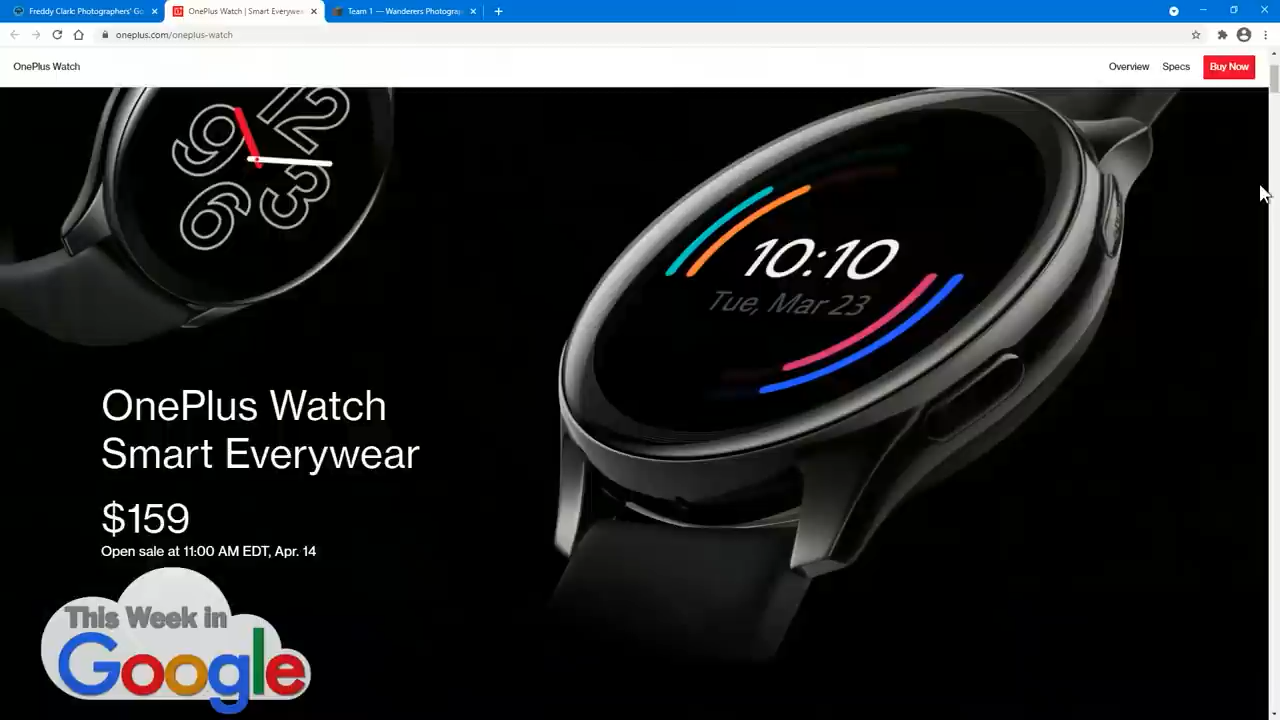 Freddy Claric Photographers' Go
OnePlus Watch | Smart Everywea
Team 1 — Wanderers Photograp
oneplus.com/oneplus-watch
OnePlus Watch
Overview
Specs
Buy Now
12
9
3
6
10:10
Tue, Mar 23
OnePlus Watch
Smart Everywear
$159
Open sale at 11:00 AM EDT, Apr. 14
This Week in
Google